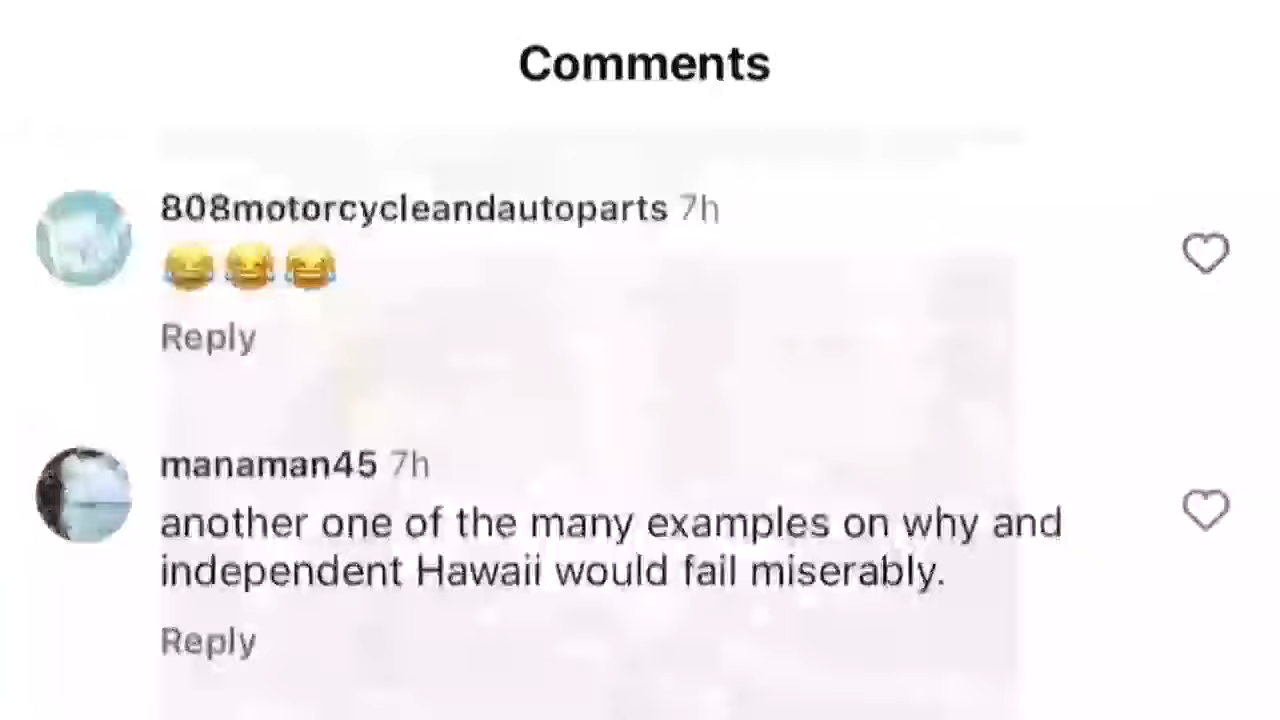 Comments
808motorcycleandautoparts 7h
😂😂😂
Reply
manaman45 7h
another one of the many examples on why and
independent Hawaii would fail miserably.
Reply